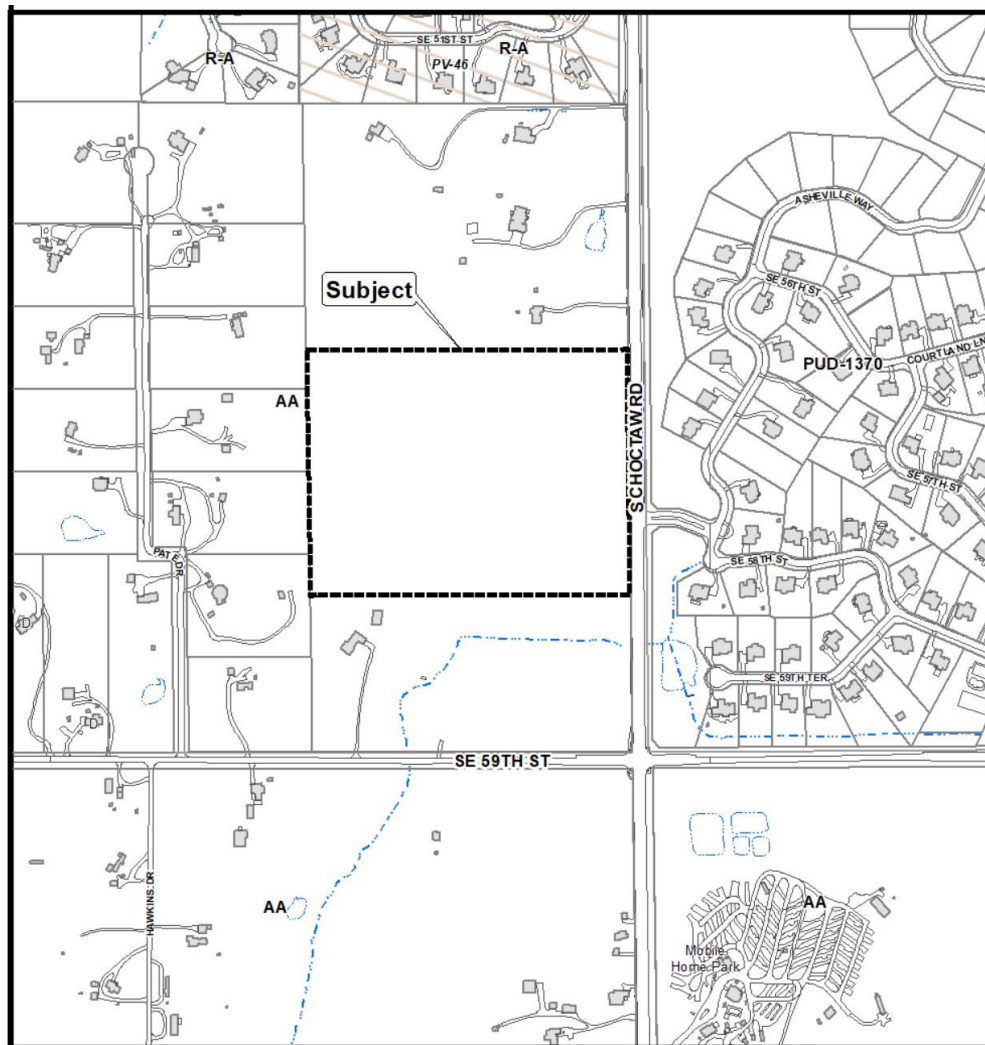 SE 51ST ST
R-A
R-A
PV-46
ASHEVILLE WAY
SE 56TH ST
Subject
COURTLAND LN
PUD-1370
AA
S CHOCTAW RD
SE 57TH ST
PATE DR
SE 58TH ST
D
SE 59TH TER
D
SE 59TH ST
HAWKINS DR
AA
AA
Mobile
Home Park